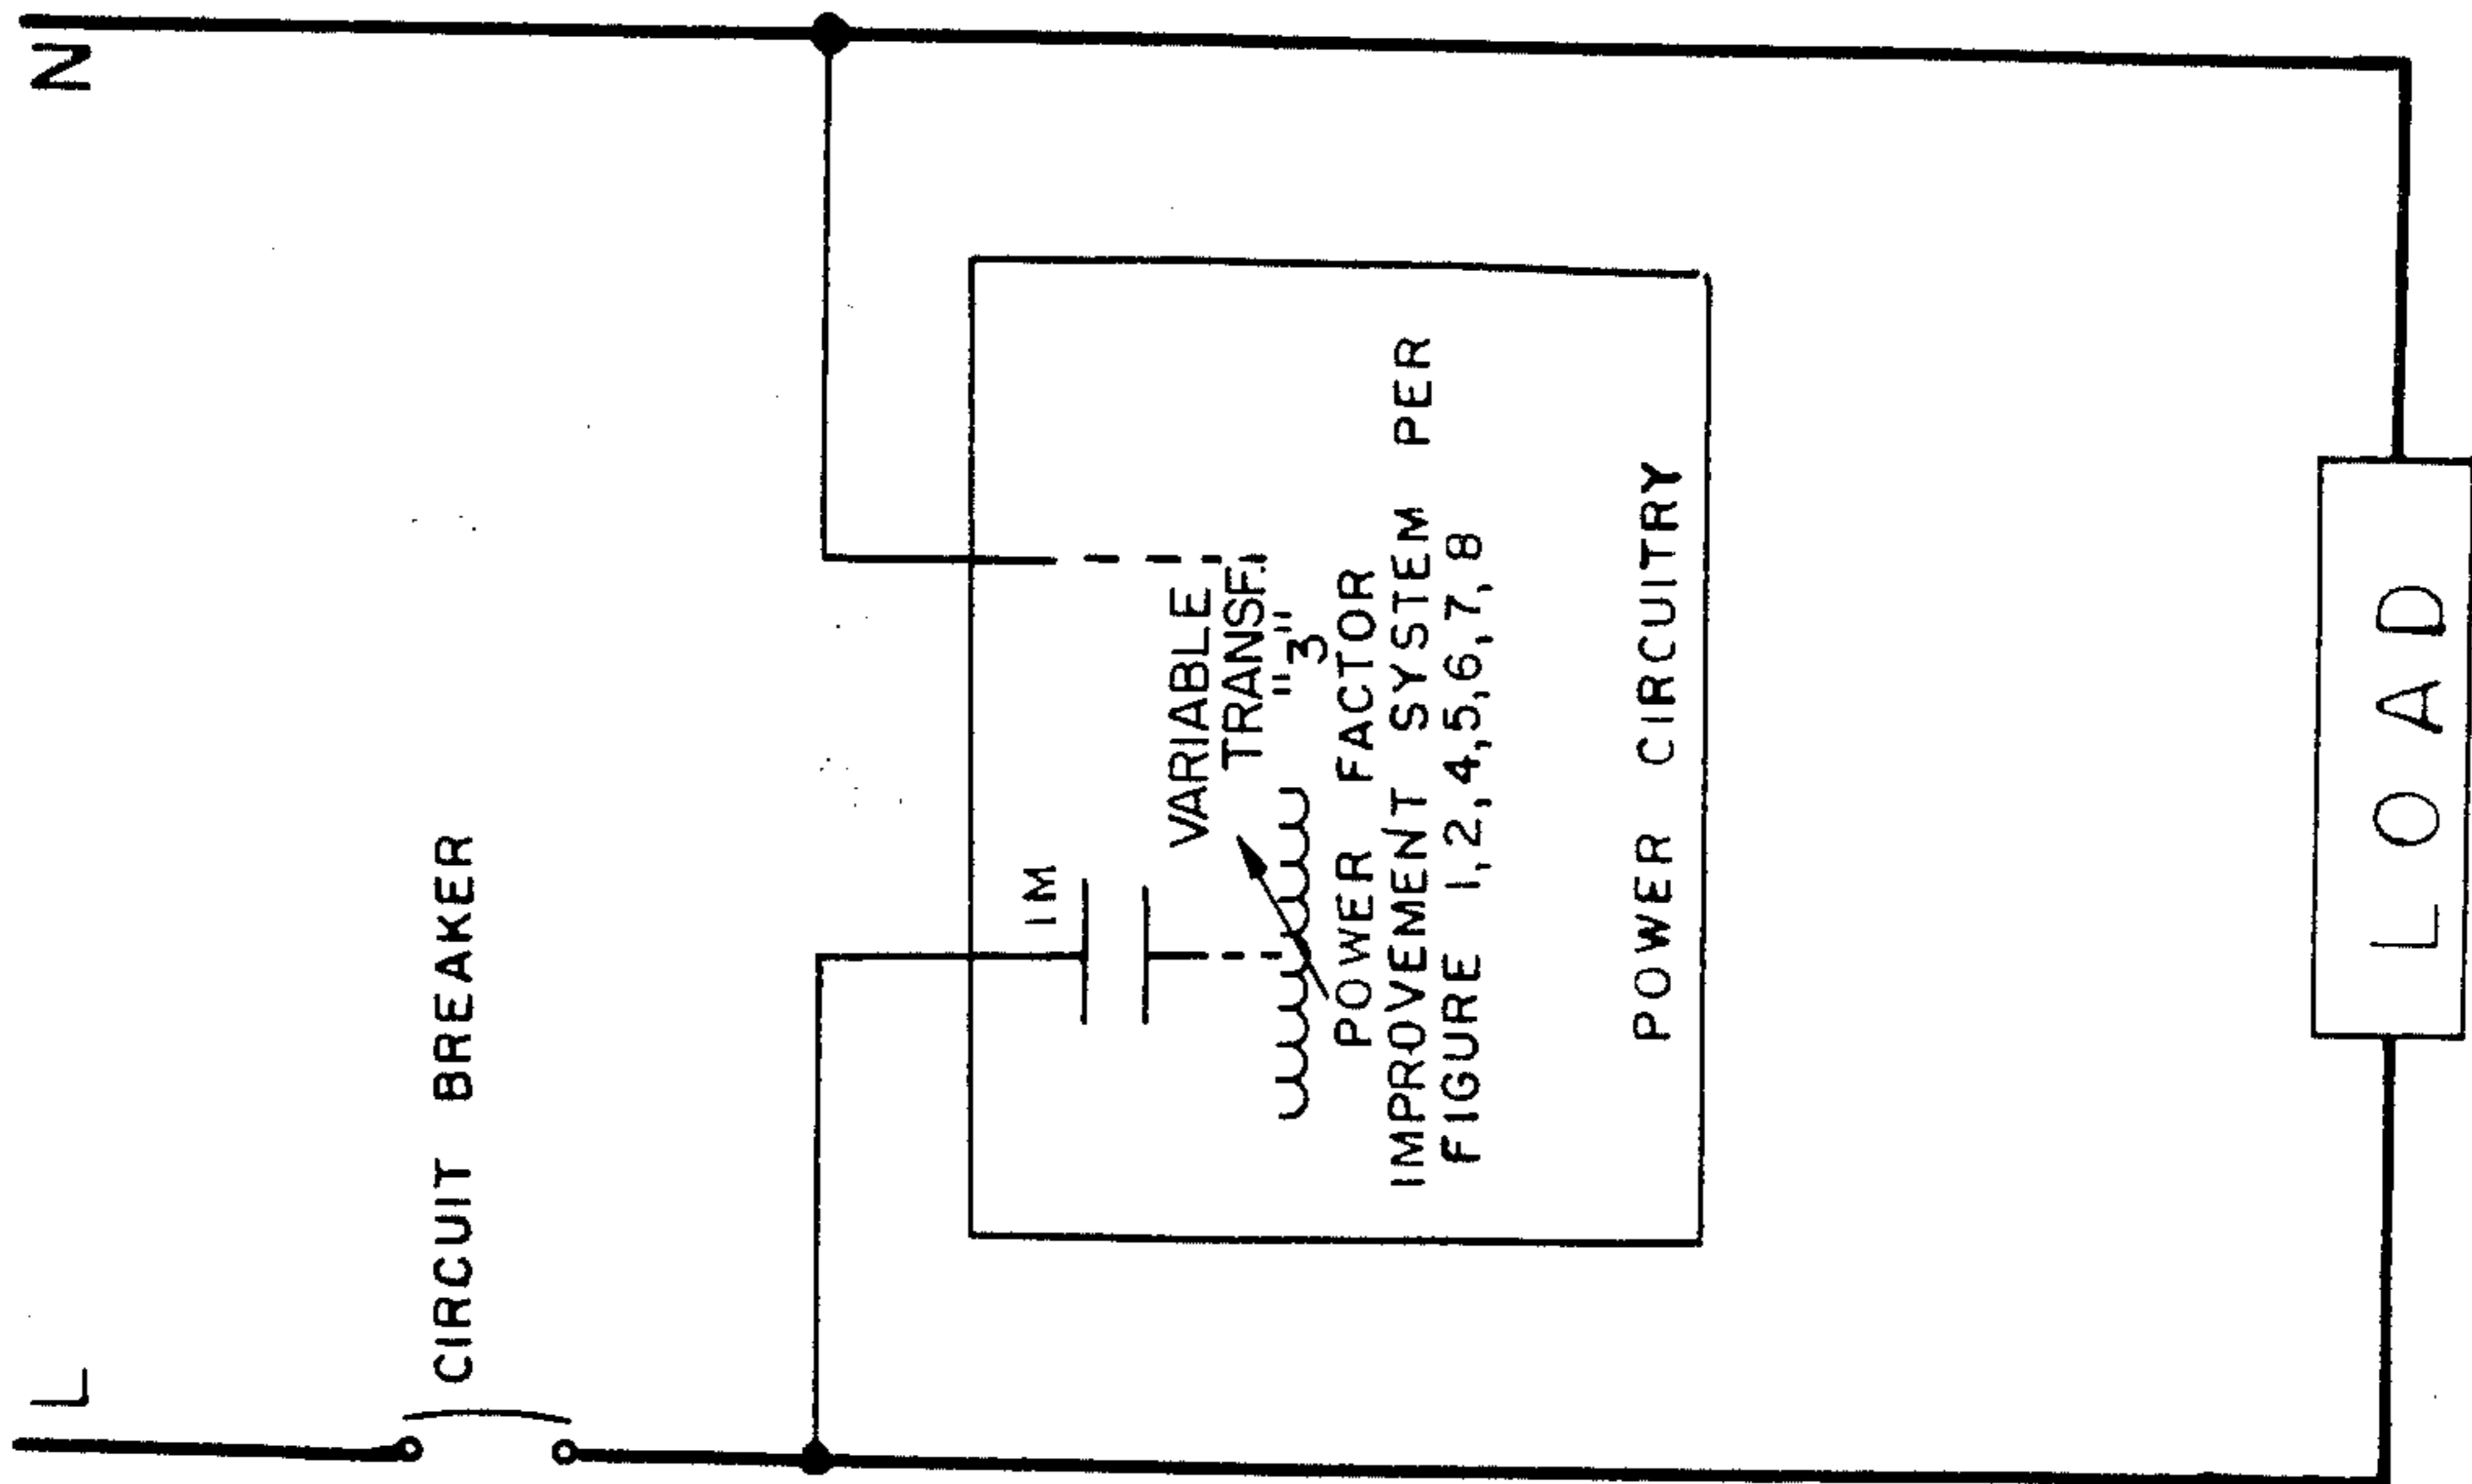 L
N
CIRCUIT BREAKER
1M
VARIABLE
TRANSF.
"3"
POWER FACTOR
IMPROVEMENT SYSTEM PER
FIGURE 1,2,4,5,6,7,8
POWER CIRCUITRY
LOAD